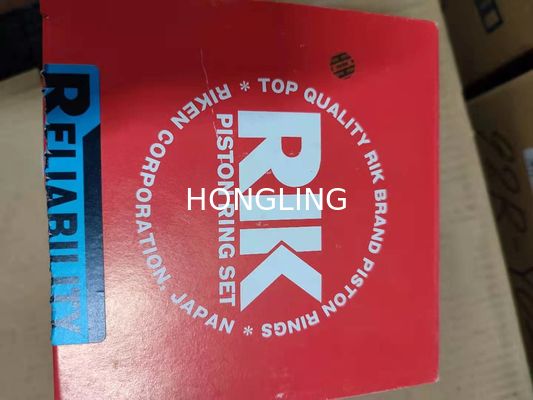 RELIABILITY
RIK
PISTON RING SET
* TOP QUALITY RIK BRAND PISTON RINGS *
RIKEN CORPORATION, JAPAN
HONGLING